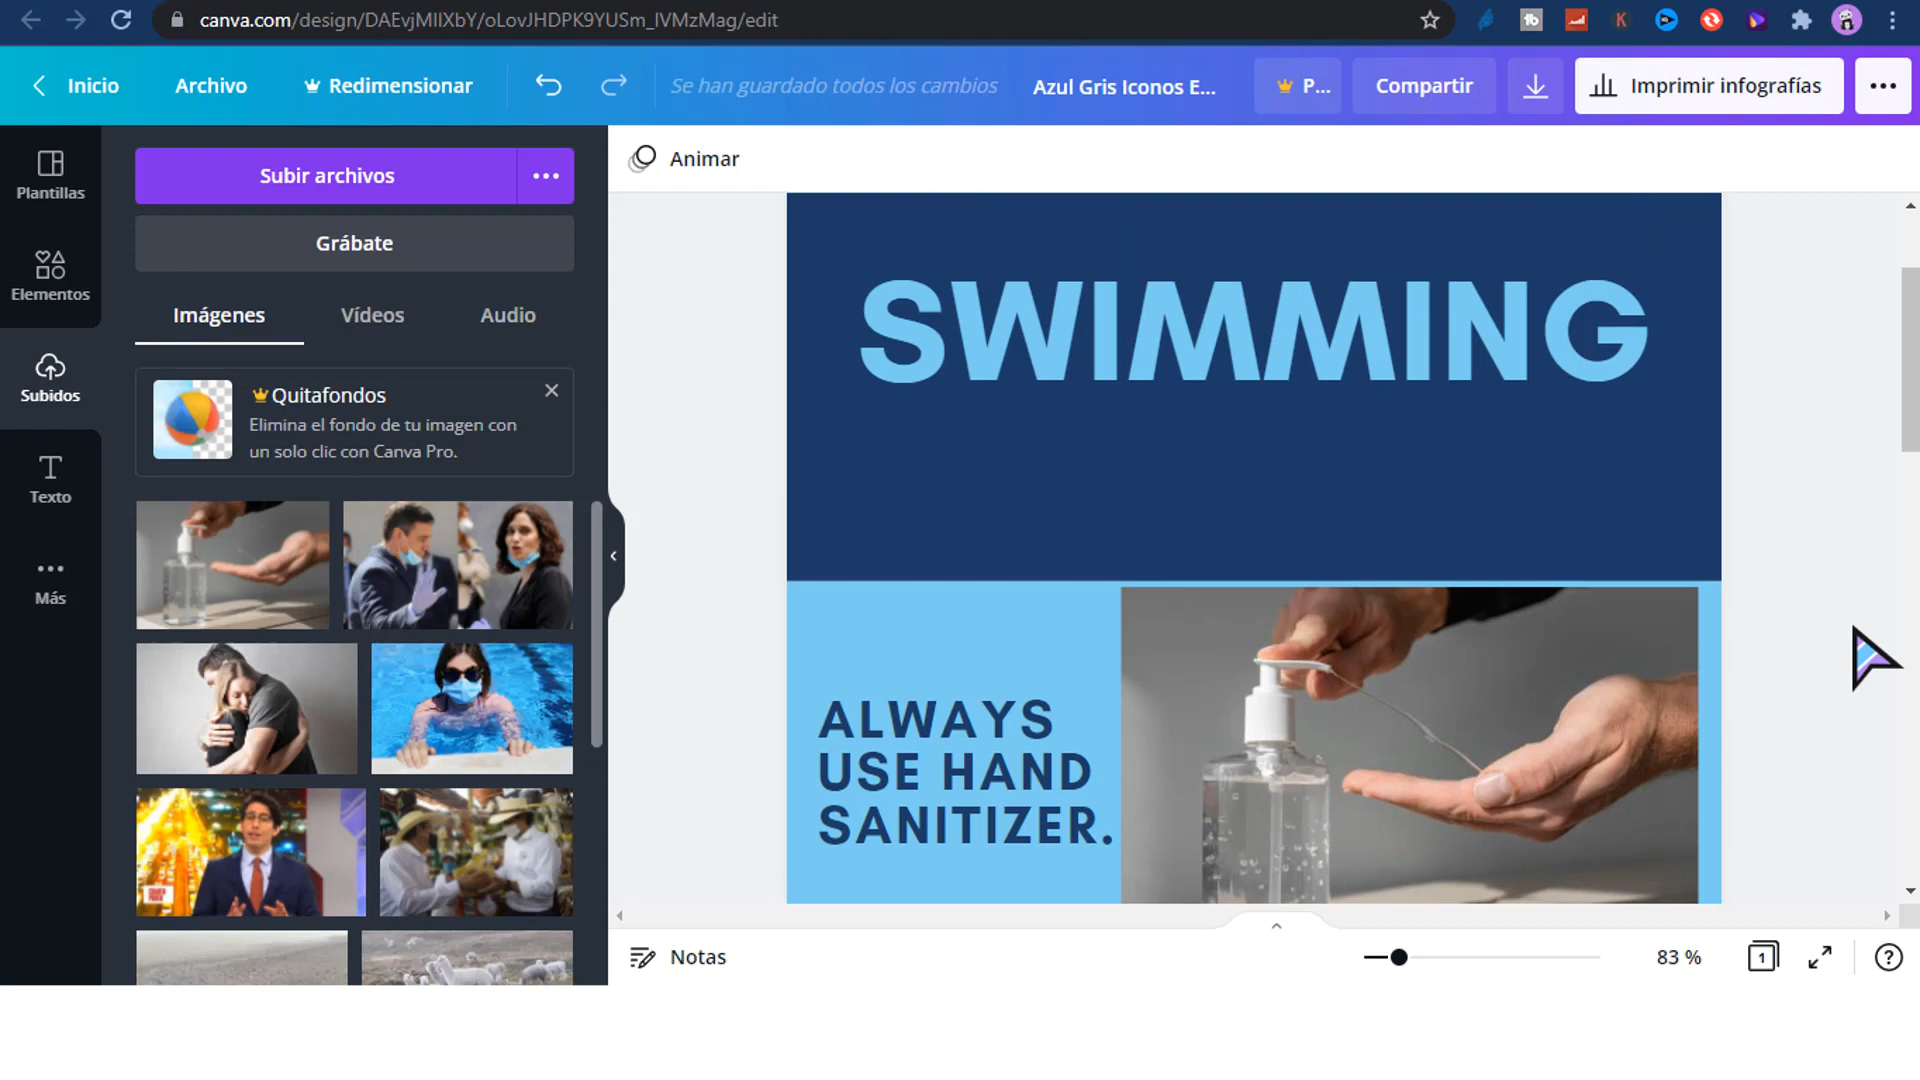 canva.com/design/DAEvjMIlXbY/oLovJHDPK9YUSm_lVMzMag/edit
Inicio
Archivo
Redimensionar
Se han guardado todos los cambios
Azul Gris Iconos E...
P...
Compartir
Imprimir infografías
Plantillas
Elementos
Subidos
Texto
Más
Subir archivos
Grábate
Imágenes
Vídeos
Audio
Quitafondos
Elimina el fondo de tu imagen con
un solo clic con Canva Pro.
Animar
SWIMMING
ALWAYS
USE HAND
SANITIZER.
Notas
83 %
1